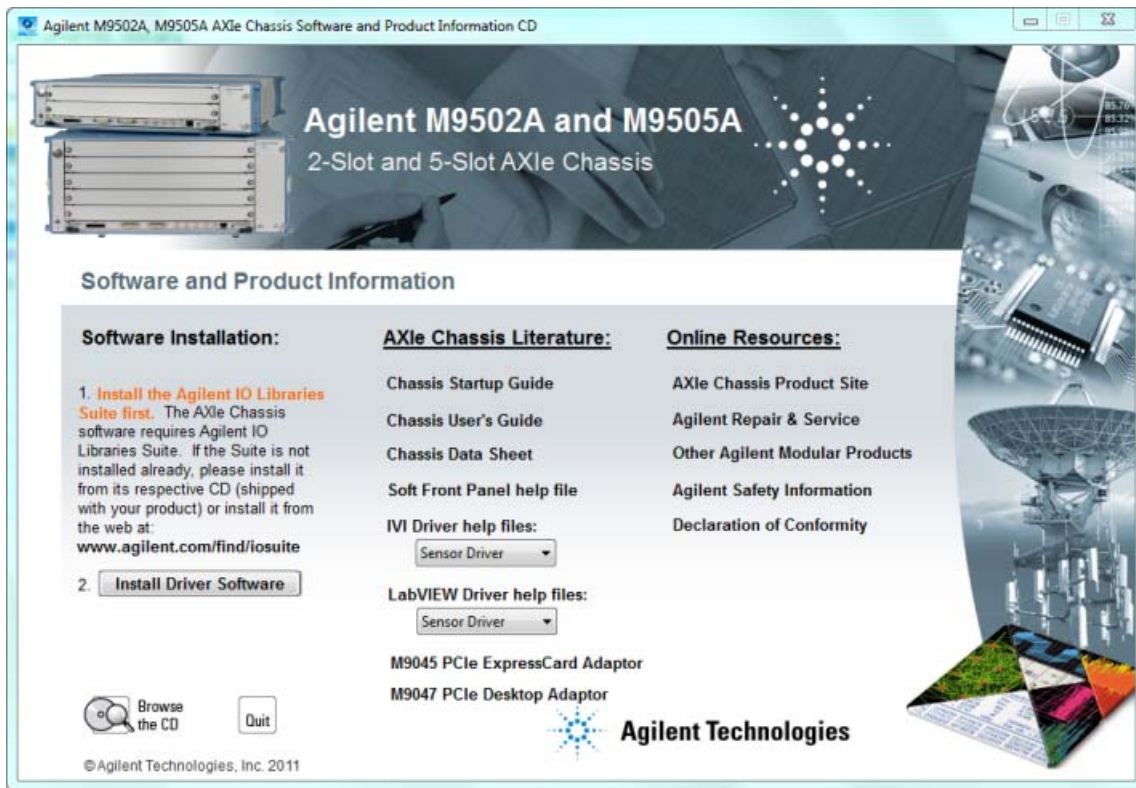 Agilent M9502A, M9505A AXIe Chassis Software and Product Information CD
Agilent M9502A and M9505A
2-Slot and 5-Slot AXIe Chassis
Software and Product Information
Software Installation:
1. Install the Agilent IO Libraries
Suite first. The AXIe Chassis
software requires Agilent IO
Libraries Suite. If the Suite is not
installed already, please install it
from its respective CD (shipped
with your product) or install it from
the web at:
www.agilent.com/find/iosuite
2. Install Driver Software
AXIe Chassis Literature:
Chassis Startup Guide
Chassis User's Guide
Chassis Data Sheet
Soft Front Panel help file
IVI Driver help files:
Sensor Driver
LabVIEW Driver help files:
Sensor Driver
M9045 PCIe ExpressCard Adaptor
M9047 PCIe Desktop Adaptor
Online Resources:
AXIe Chassis Product Site
Agilent Repair & Service
Other Agilent Modular Products
Agilent Safety Information
Declaration of Conformity
Browse
the CD
Quit
Agilent Technologies
© Agilent Technologies, Inc. 2011